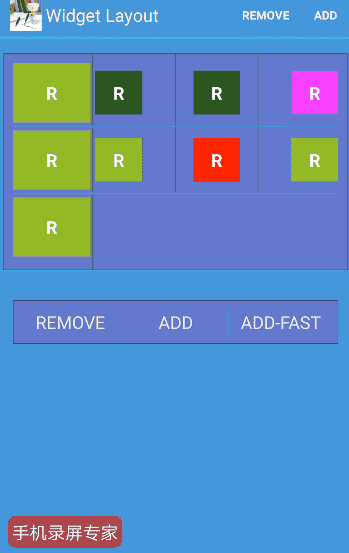 Widget Layout REMOVE ADD
R R R R
R R R R
R
REMOVE ADD ADD-FAST
手机录屏专家